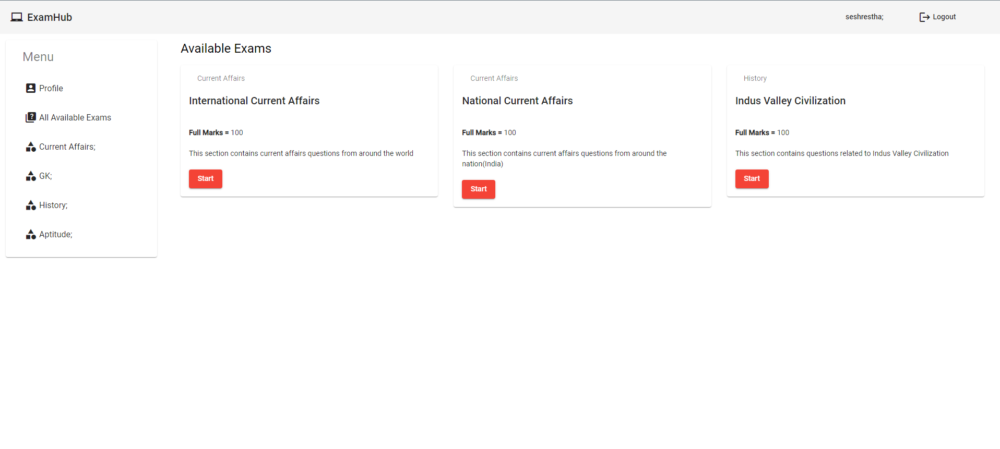 ExamHub
seshrestha;
Logout
Menu
Profile
All Available Exams
Current Affairs;
GK;
History;
Aptitude;
Available Exams
Current Affairs
International Current Affairs
Full Marks = 100
This section contains current affairs questions from around the world
Start
Current Affairs
National Current Affairs
Full Marks = 100
This section contains current affairs questions from around the
nation(India)
Start
History
Indus Valley Civilization
Full Marks = 100
This section contains questions related to Indus Valley Civilization
Start